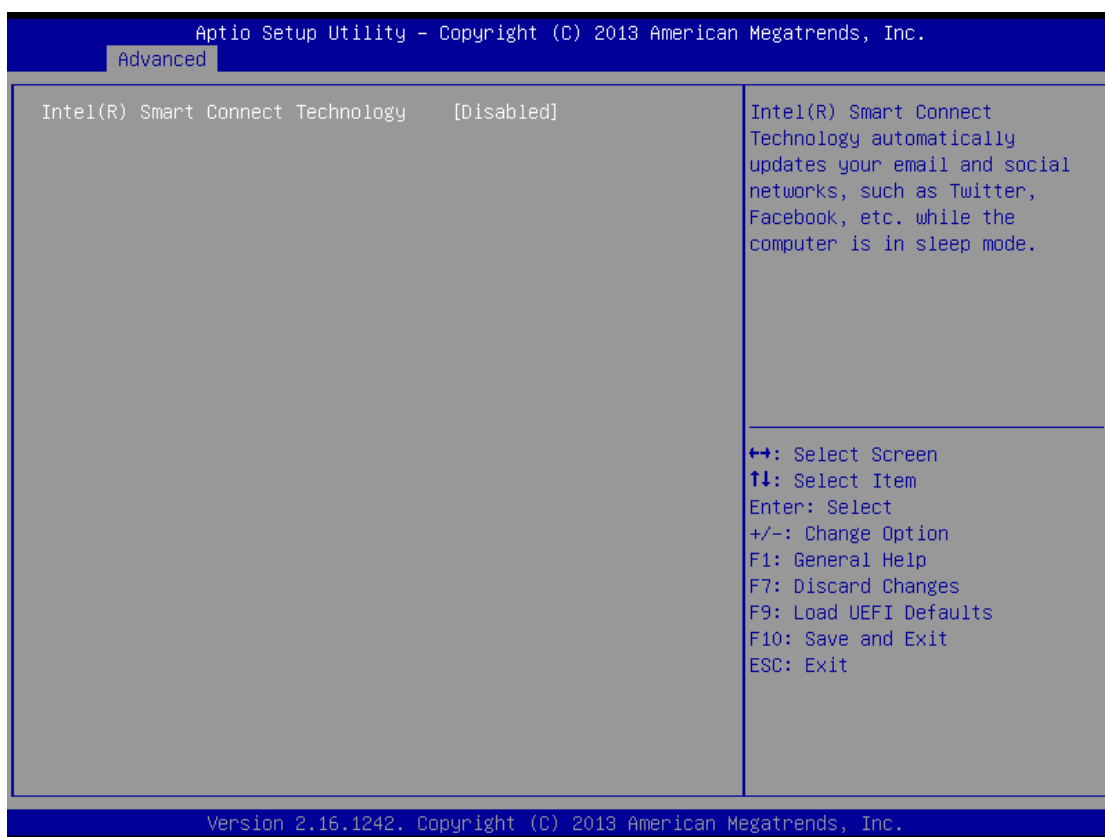 Aptio Setup Utility – Copyright (C) 2013 American Megatrends, Inc.
Advanced
Intel(R) Smart Connect Technology [Disabled]
Intel(R) Smart Connect
Technology automatically
updates your email and social
networks, such as Twitter,
Facebook, etc. while the
computer is in sleep mode.
↔: Select Screen
↑↓: Select Item
Enter: Select
+/-: Change Option
F1: General Help
F7: Discard Changes
F9: Load UEFI Defaults
F10: Save and Exit
ESC: Exit
Version 2.16.1242. Copyright (C) 2013 American Megatrends, Inc.